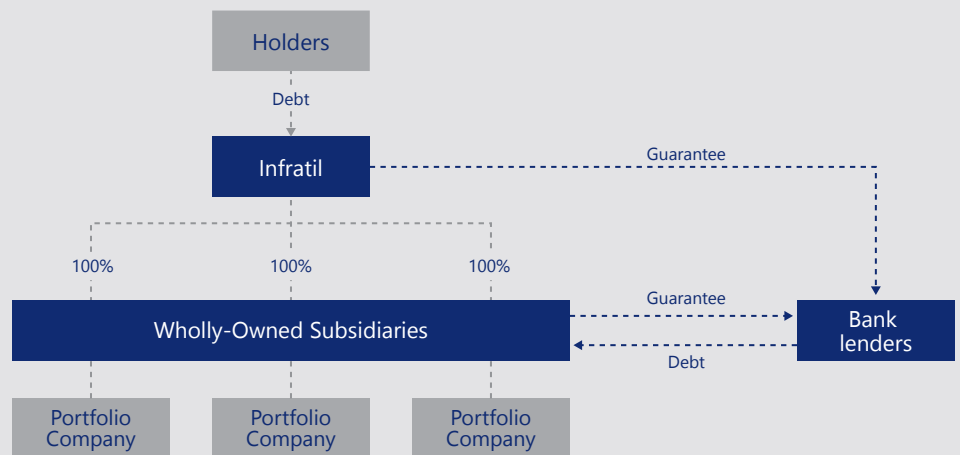 Holders
Debt
Infratil
Guarantee
100%
100%
100%
Wholly-Owned Subsidiaries
Guarantee
Debt
Bank
lenders
Portfolio
Company
Portfolio
Company
Portfolio
Company